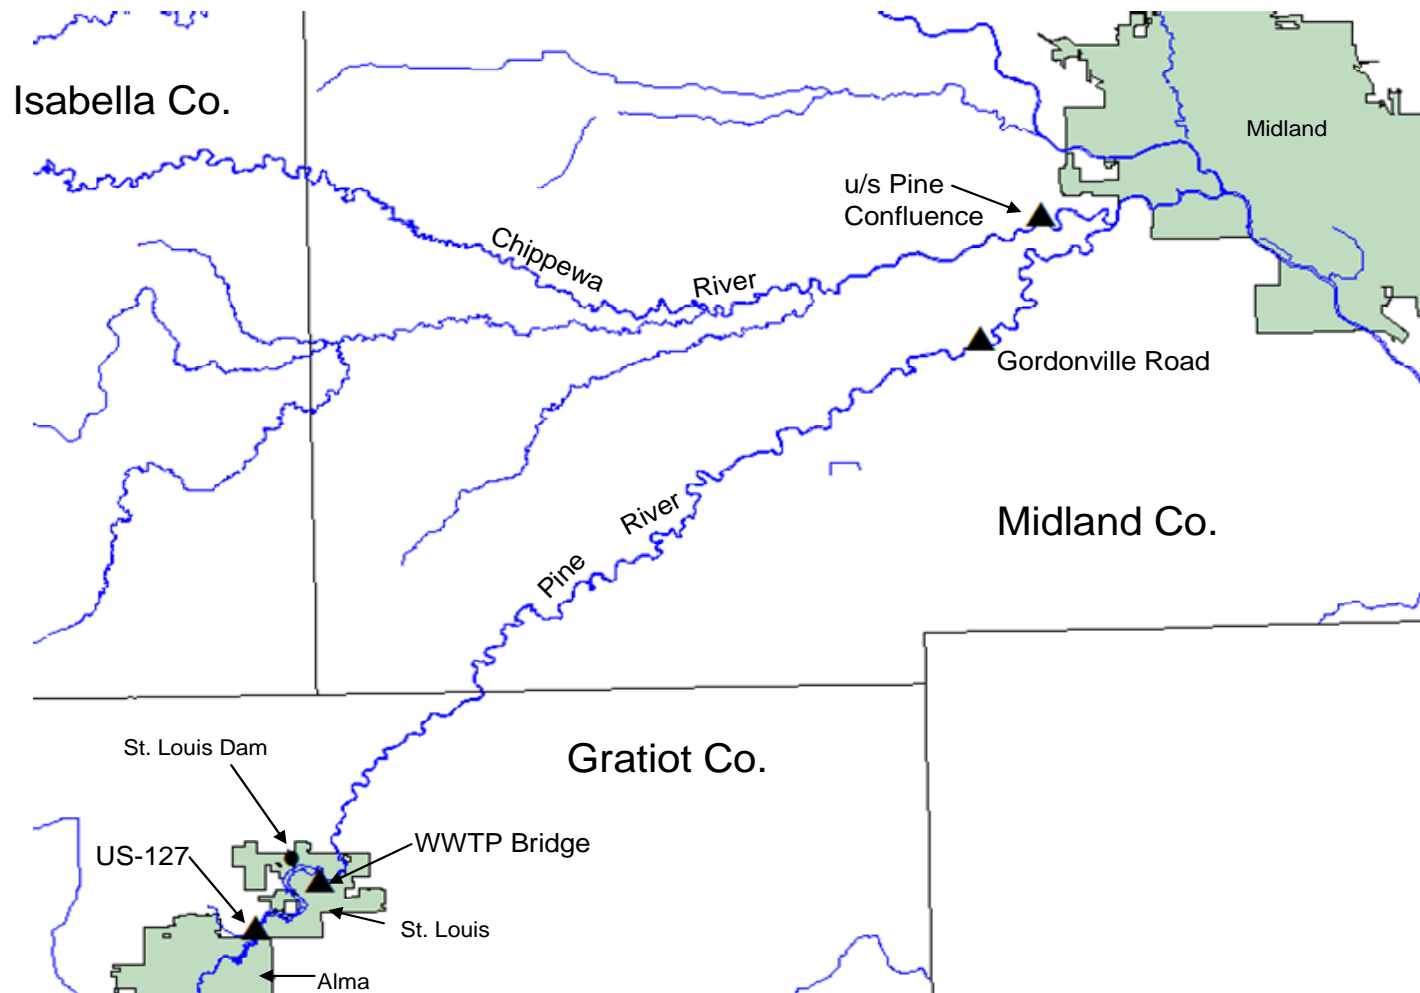 Isabella Co.
Midland
u/s Pine
Confluence
Chippewa
River
Gordonville Road
River
Midland Co.
Pine
St. Louis Dam
Gratiot Co.
US-127
WWTP Bridge
St. Louis
Alma